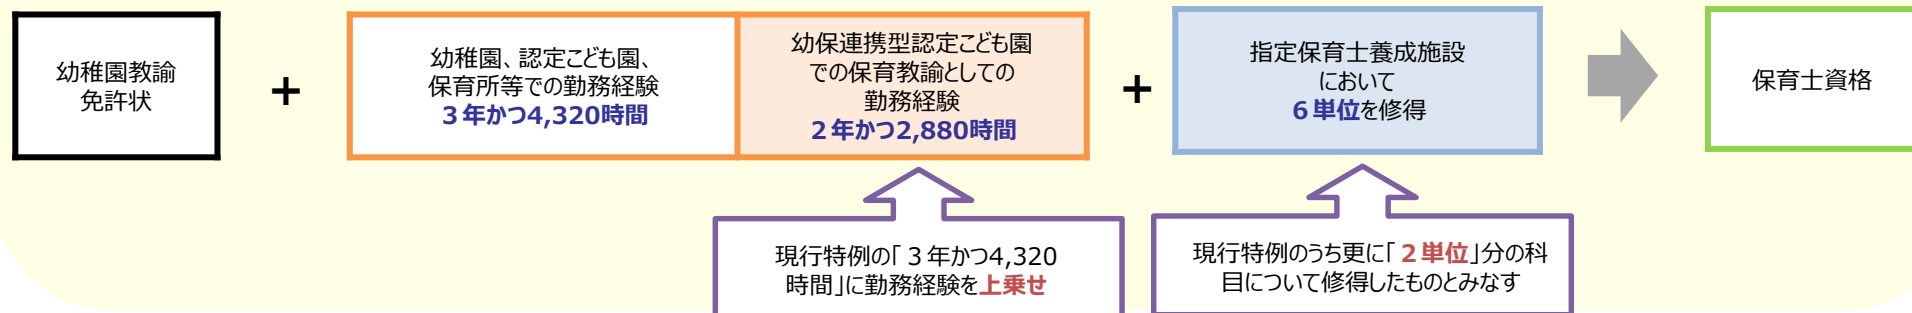 幼稚園教諭
免許状
+
幼稚園、認定こども園、
保育所等での勤務経験
3年かつ4,320時間
幼保連携型認定こども園
での保育教諭としての
勤務経験
2年かつ2,880時間
+
指定保育士養成施設
において
6単位を修得
保育士資格
現行特例の「3年かつ4,320
時間」に勤務経験を上乗せ
現行特例のうち更に「2単位」分の科
目について修得したものとみなす